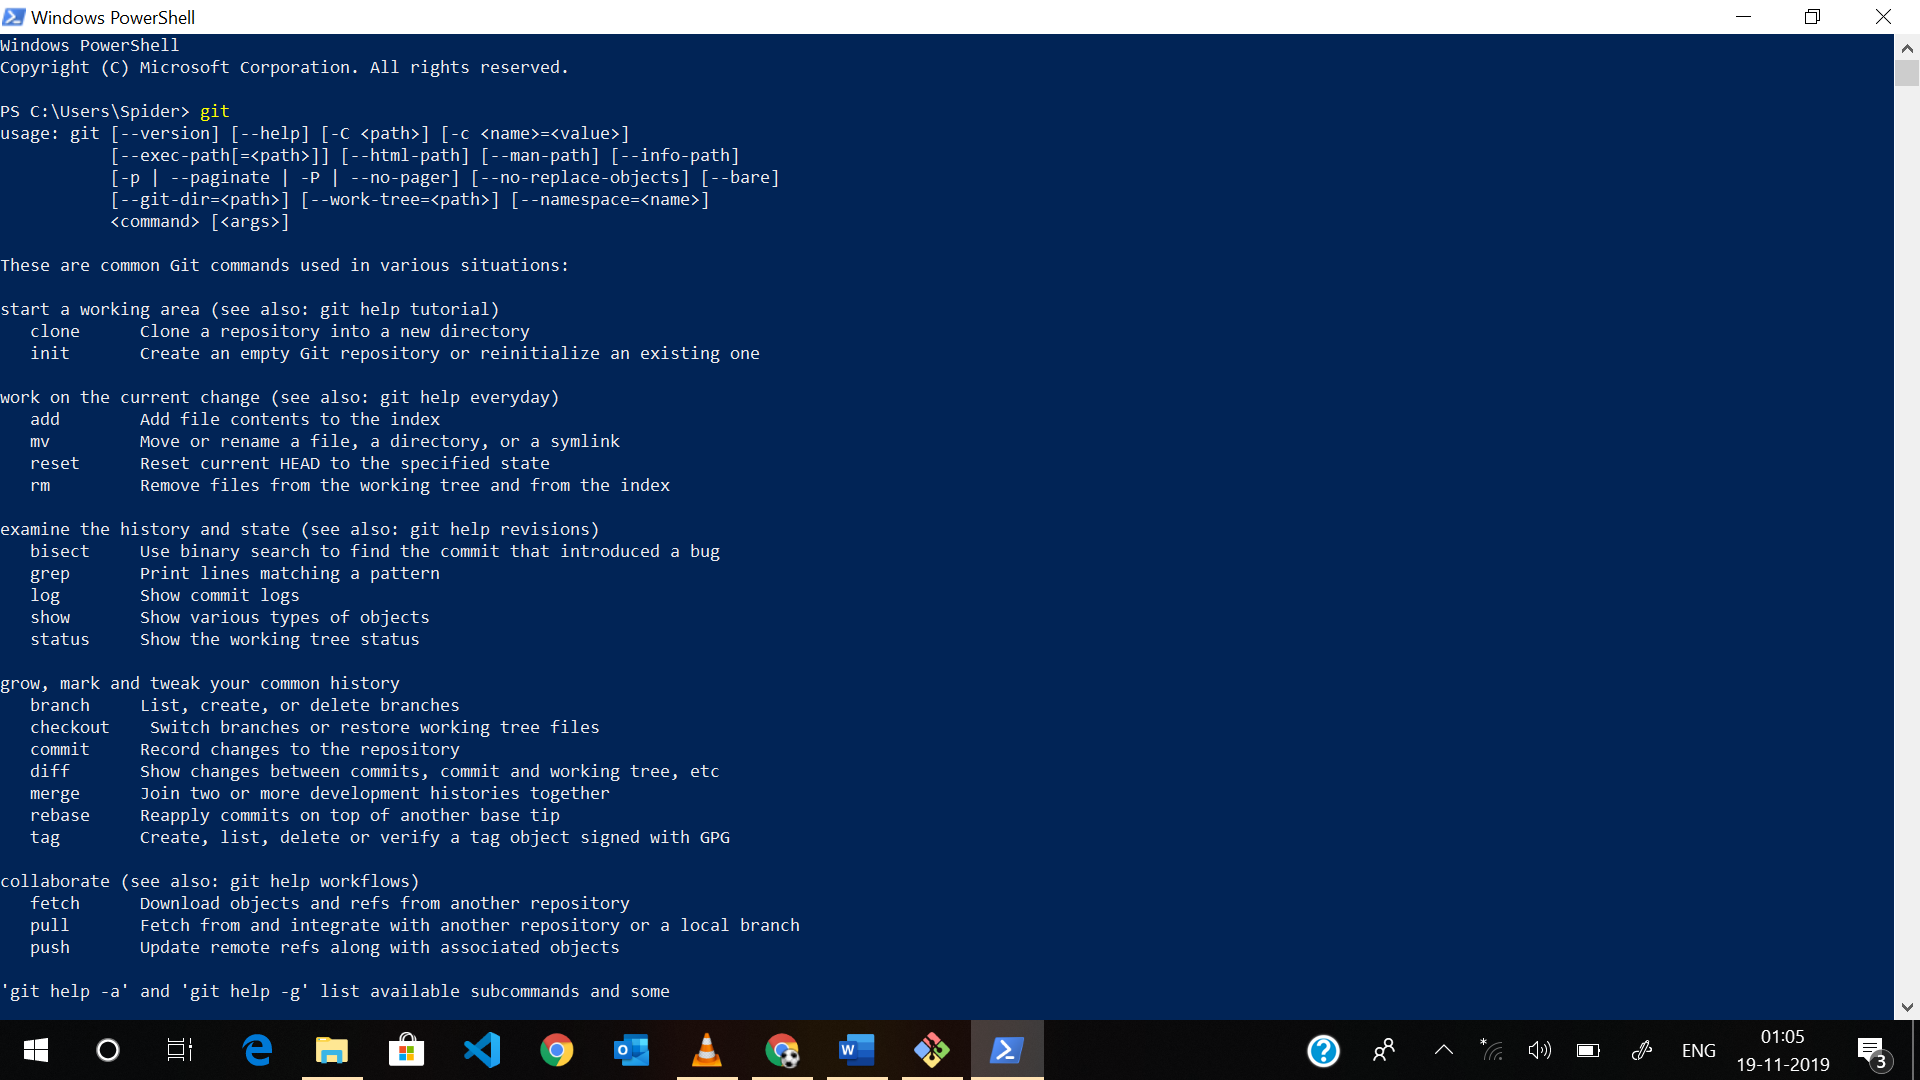 Windows PowerShell
Windows PowerShell
Copyright (C) Microsoft Corporation. All rights reserved.
PS C:\Users\Spider> git
usage: git [--version] [--help] [-C <path>] [-c <name>=<value>]
           [--exec-path[=<path>]] [--html-path] [--man-path] [--info-path]
           [-p | --paginate | -P | --no-pager] [--no-replace-objects] [--bare]
           [--git-dir=<path>] [--work-tree=<path>] [--namespace=<name>]
           <command> [<args>]
These are common Git commands used in various situations:
start a working area (see also: git help tutorial)
   clone      Clone a repository into a new directory
   init       Create an empty Git repository or reinitialize an existing one
work on the current change (see also: git help everyday)
   add        Add file contents to the index
   mv         Move or rename a file, a directory, or a symlink
   reset      Reset current HEAD to the specified state
   rm         Remove files from the working tree and from the index
examine the history and state (see also: git help revisions)
   bisect     Use binary search to find the commit that introduced a bug
   grep       Print lines matching a pattern
   log        Show commit logs
   show       Show various types of objects
   status     Show the working tree status
grow, mark and tweak your common history
   branch     List, create, or delete branches
   checkout    Switch branches or restore working tree files
   commit     Record changes to the repository
   diff       Show changes between commits, commit and working tree, etc
   merge      Join two or more development histories together
   rebase     Reapply commits on top of another base tip
   tag        Create, list, delete or verify a tag object signed with GPG
collaborate (see also: git help workflows)
   fetch      Download objects and refs from another repository
   pull       Fetch from and integrate with another repository or a local branch
   push       Update remote refs along with associated objects
'git help -a' and 'git help -g' list available subcommands and some
ENG
01:05
19-11-2019
3